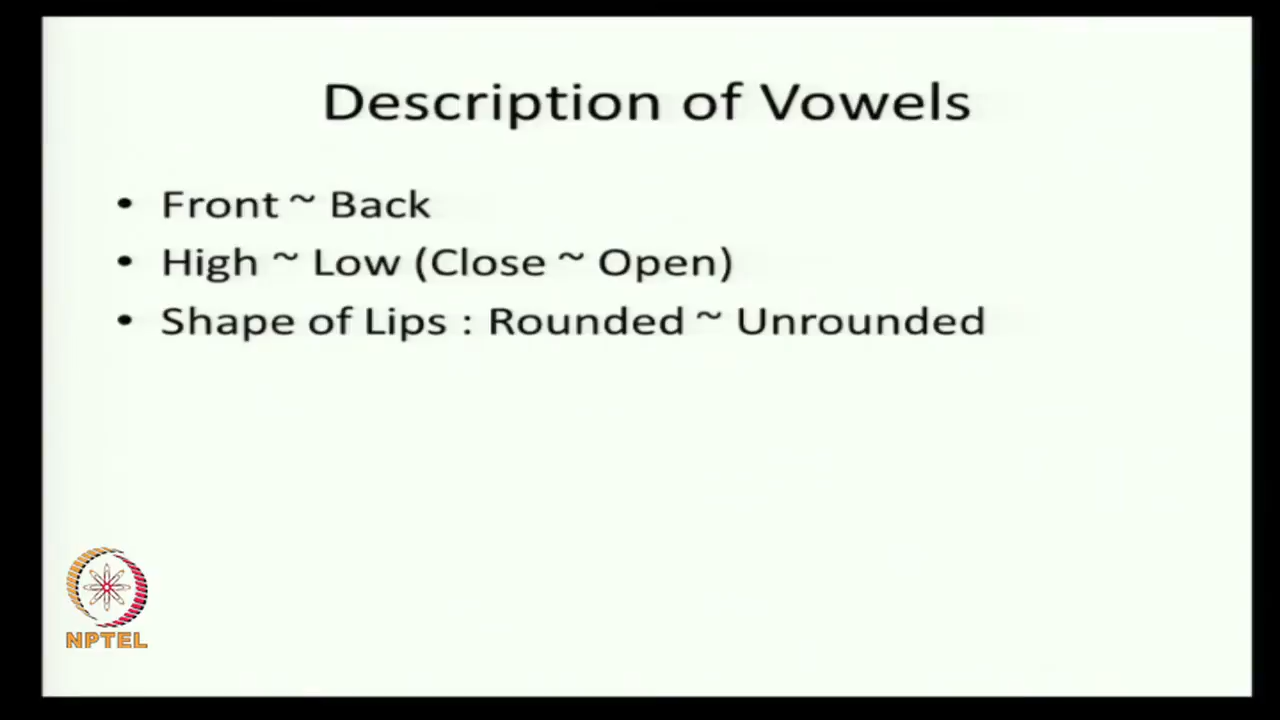 Description of Vowels
• Front ~ Back
• High ~ Low (Close ~ Open)
• Shape of Lips : Rounded ~ Unrounded
NPTEL